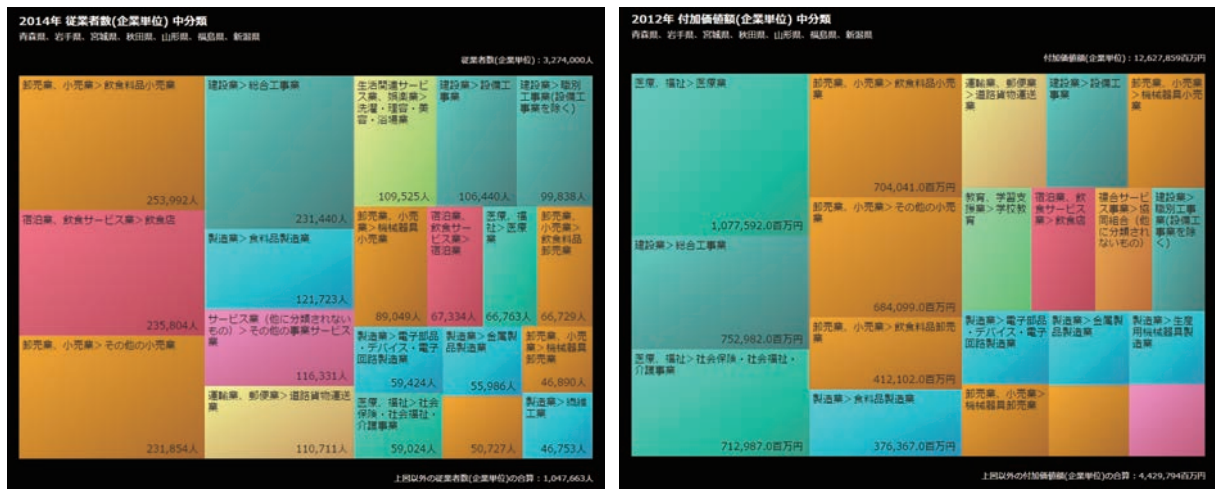 2014年 従業者数(企業単位) 中分類
青森県、岩手県、宮城県、秋田県、山形県、福島県、新潟県
従業者数(企業単位)：3,274,000人
卸売業、小売業>飲食料品小売業
253,992人
宿泊業、飲食サービス業>飲食店
235,804人
卸売業、小売業>その他の小売業
231,854人
建設業>総合工事業
231,440人
製造業>食料品製造業
121,723人
サービス業（他に分類されない
もの）>その他の事業サービス
業
116,331人
運輸業、郵便業>道路貨物運送
業
110,711人
生活関連サービ
ス業、娯楽業>
洗濯・理容・美
容・浴場業
109,525人
建設業>設備工
事業
106,440人
建設業>職別
工事業(設備工
事業を除く)
99,838人
卸売業、小売
業>機械器具
小売業
89,049人
宿泊業、
飲食サー
ビス業>
宿泊業
67,334人
医療、福
祉>医療
業
66,763人
卸売業、
小売業>
飲食料品
卸売業
66,729人
製造業>電子部品
・デバイス・電子
回路製造業
59,424人
製造業>金属製
品製造業
55,986人
卸売業、小売
業>機械器具
卸売業
46,890人
医療、福祉>社会
保険・社会福祉・
介護事業
59,024人
50,727人
製造業>繊維
工業
46,753人
上図以外の従業者数(企業単位)の合算：1,047,663人
2012年 付加価値額(企業単位) 中分類
青森県、岩手県、宮城県、秋田県、山形県、福島県、新潟県
付加価値額(企業単位)：12,627,859百万円
医療、福祉>医療業
1,077,592.0百万円
建設業>総合工事業
752,982.0百万円
医療、福祉>社会保険・社会福祉・
介護事業
712,987.0百万円
卸売業、小売業>飲食料品小売
業
704,041.0百万円
卸売業、小売業>その他の小売
業
684,099.0百万円
卸売業、小売業>飲食料品卸売
業
412,102.0百万円
製造業>食料品製造業
376,367.0百万円
運輸業、郵便業
>道路貨物運送
業
建設業>設備工
事業
卸売業、小売業
>機械器具小売
業
教育、学習支
援業>学校教
育
宿泊業、飲
食サービス
業>飲食店
複合サービ
ス事業>協
同組合（他
に分類され
ないもの）
建設業>
職別工事
業(設備工
事業を除
く)
製造業>電子部品
・デバイス・電子
回路製造業
製造業>金属製
品製造業
製造業>生産
用機械器具製
造業
卸売業、小売業>
機械器具卸売業
上図以外の付加価値額(企業単位)の合算：4,429,794百万円